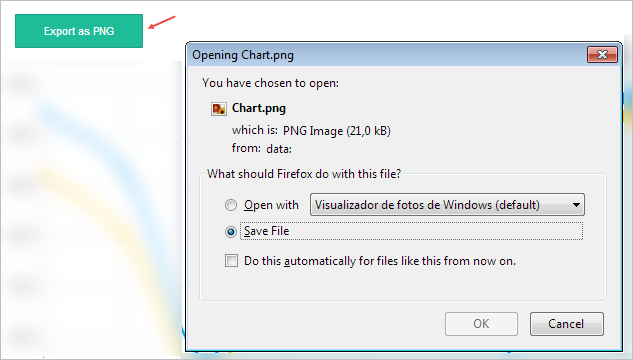 Export as PNG
Opening Chart.png
You have chosen to open:
Chart.png
which is: PNG Image (21,0 kB)
from: data:
What should Firefox do with this file?
Open with Visualizador de fotos de Windows (default)
Save File
Do this automatically for files like this from now on.
OK Cancel